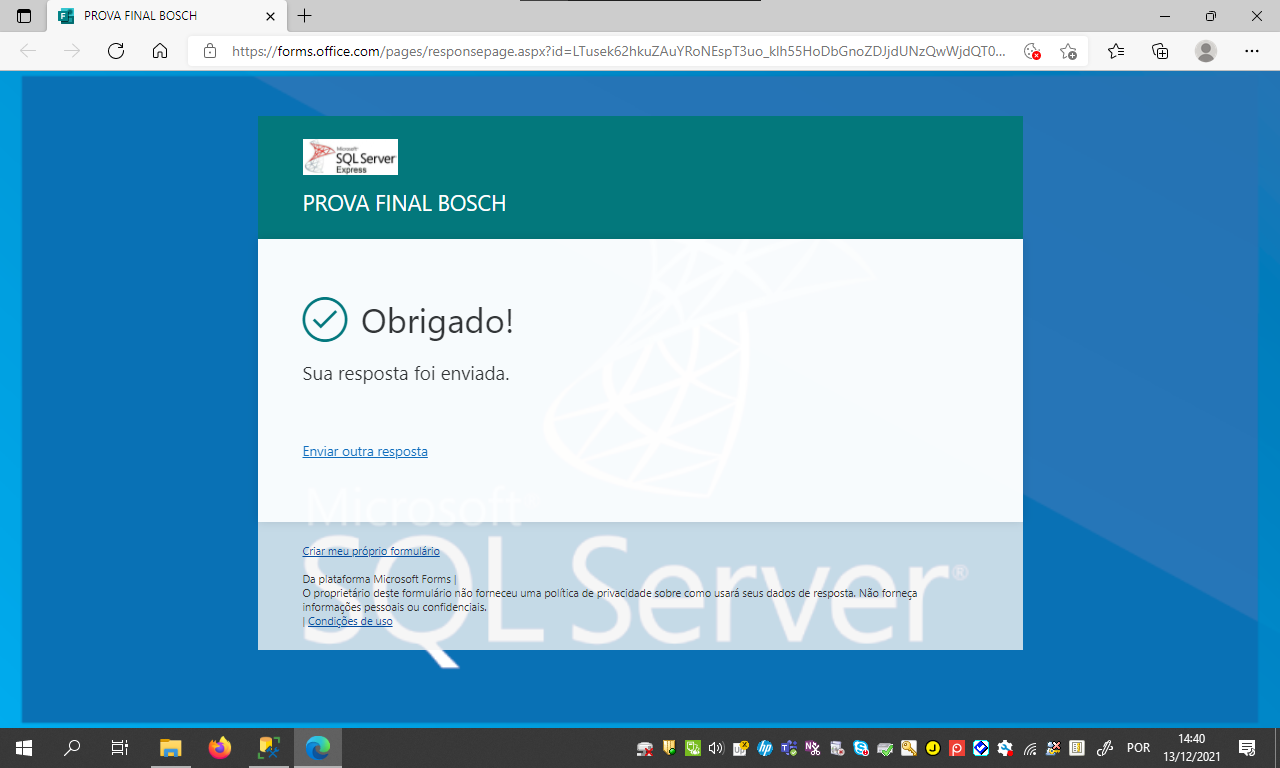 PROVA FINAL BOSCH
https://forms.office.com/pages/responsepage.aspx?id=LTusek62hkuZAuYRoNEspT3uo_klh55HoDbGnoZDJjdUNzQwWjdQT0...
Microsoft
SQL Server
Express
PROVA FINAL BOSCH
Obrigado!
Sua resposta foi enviada.
Enviar outra resposta
Microsoft®
SQL Server®
Criar meu próprio formulário
Da plataforma Microsoft Forms |
O proprietário deste formulário não forneceu uma política de privacidade sobre como usará seus dados de resposta. Não forneça
informações pessoais ou confidenciais.
| Condições de uso
POR
14:40
13/12/2021